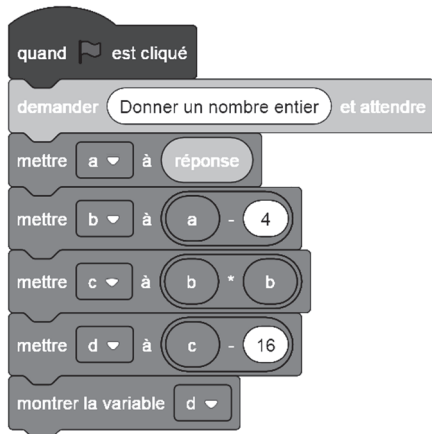 quand est cliqué
demander Donner un nombre entier et attendre
mettre a à réponse
mettre b à a - 4
mettre c à b * b
mettre d à c - 16
montrer la variable d